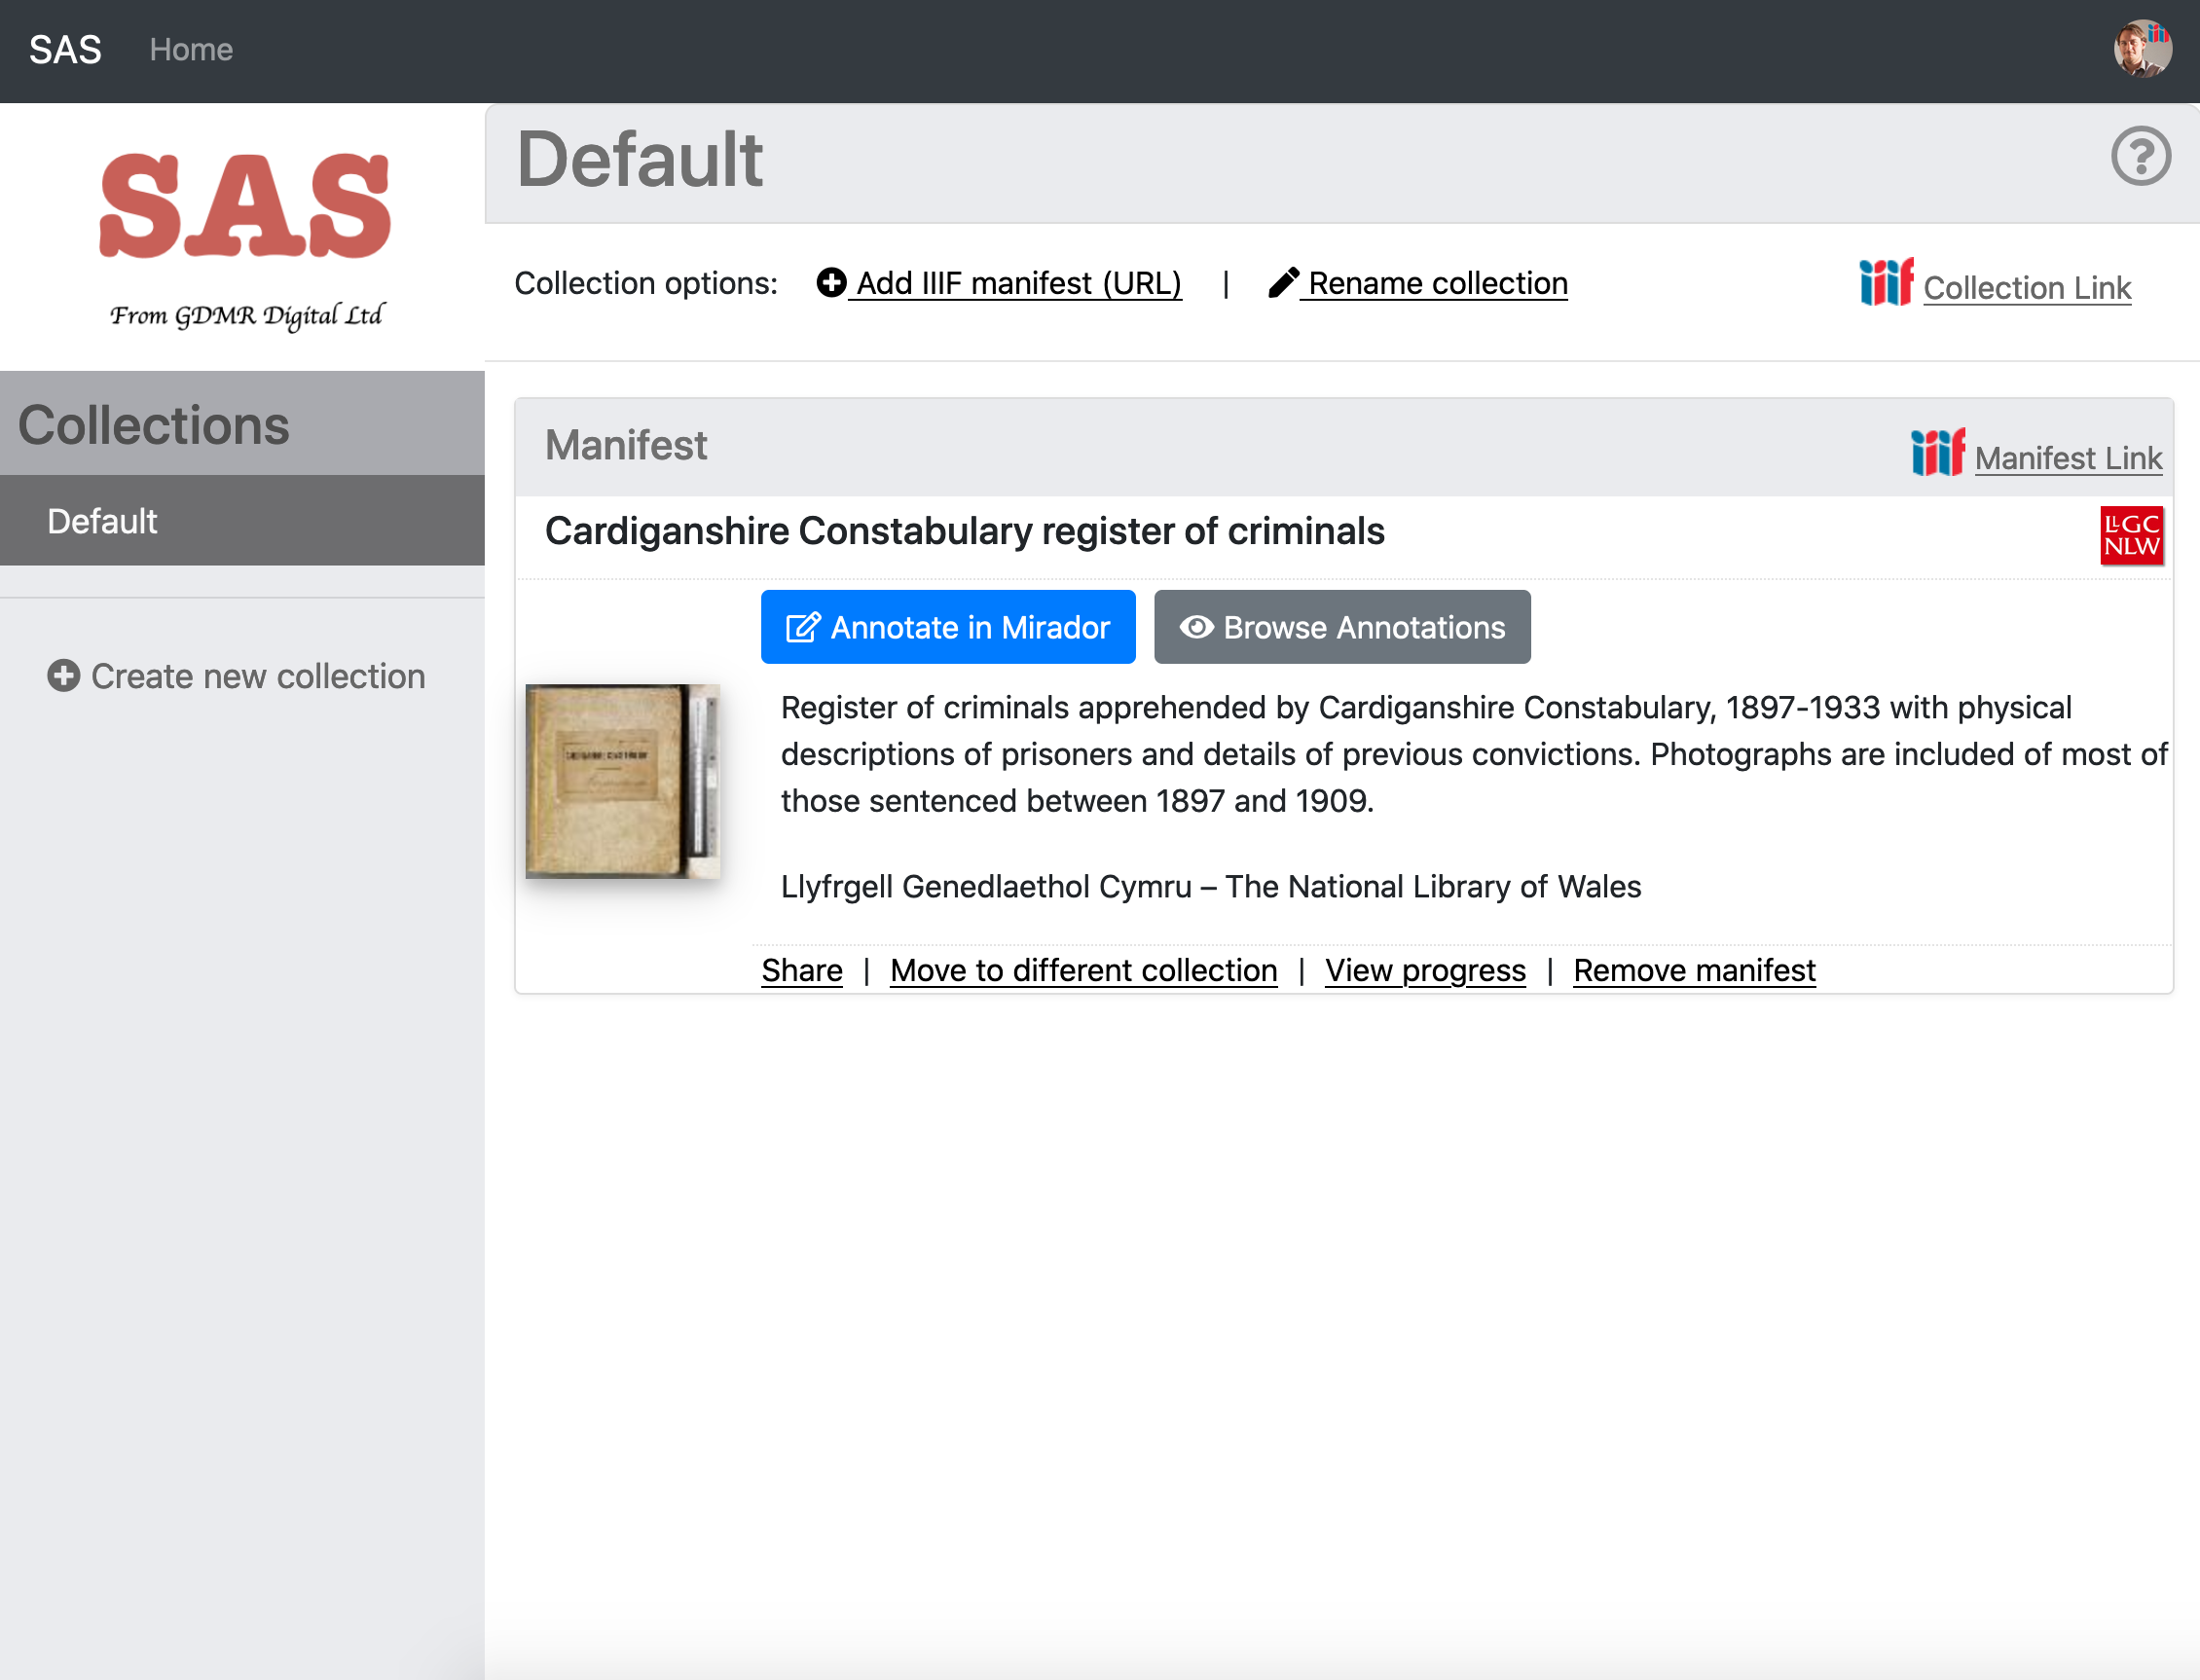 SAS Home
SAS
From GDMR Digital Ltd
Collections
Default
Create new collection
Default
Collection options: Add IIIF manifest (URL) | Rename collection
iiif Collection Link
Manifest
iiif Manifest Link
Cardiganshire Constabulary register of criminals
LLGC
NLW
Annotate in Mirador
Browse Annotations
Register of criminals apprehended by Cardiganshire Constabulary, 1897-1933 with physical
descriptions of prisoners and details of previous convictions. Photographs are included of most of
those sentenced between 1897 and 1909.
Llyfrgell Genedlaethol Cymru – The National Library of Wales
Share | Move to different collection | View progress | Remove manifest